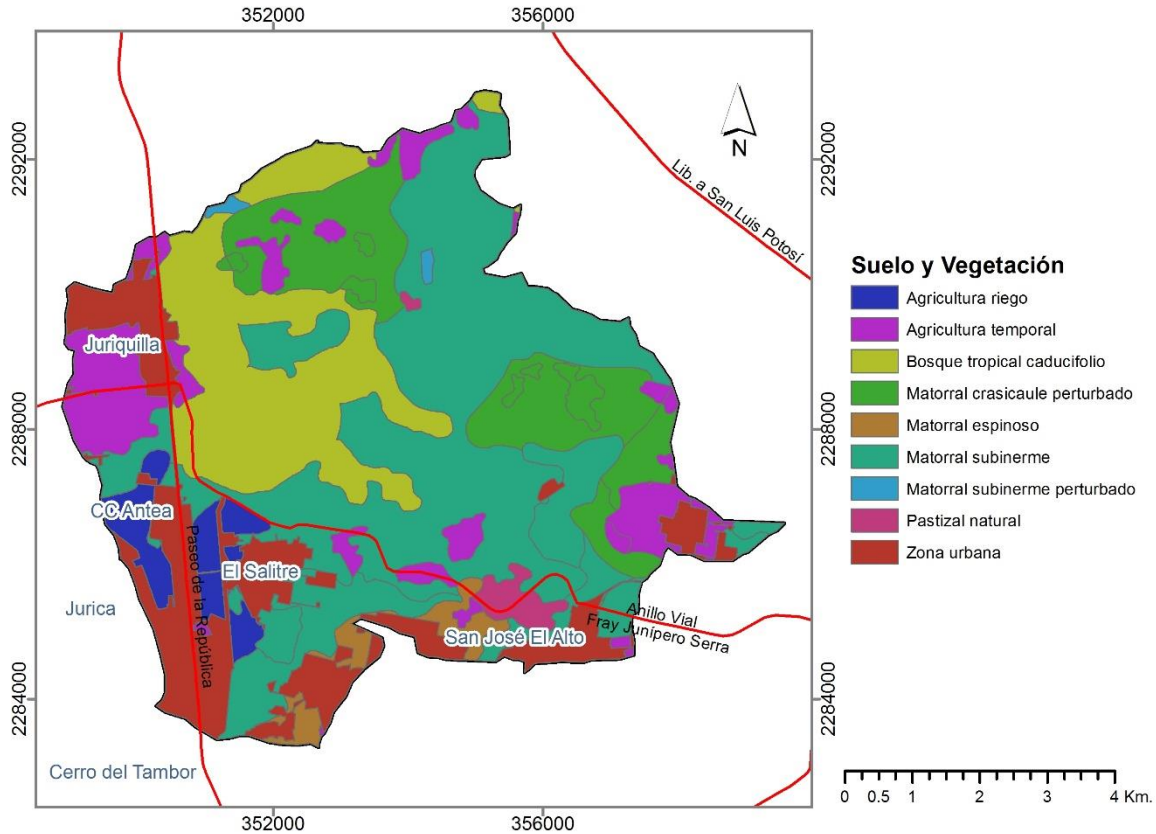 352000
356000
2292000
2292000
N
Lib. a San Luis Potosí
Juriquilla
2288000
2288000
CC Antea
El Salitre
Paseo de la República
Jurica
Anillo Vial
Fray Junípero Serra
San José El Alto
2284000
2284000
Cerro del Tambor
352000
356000
Suelo y Vegetación
Agricultura riego
Agricultura temporal
Bosque tropical caducifolio
Matorral crasicaule perturbado
Matorral espinoso
Matorral subinerme
Matorral subinerme perturbado
Pastizal natural
Zona urbana
0 0.5 1 2 3 4 Km.